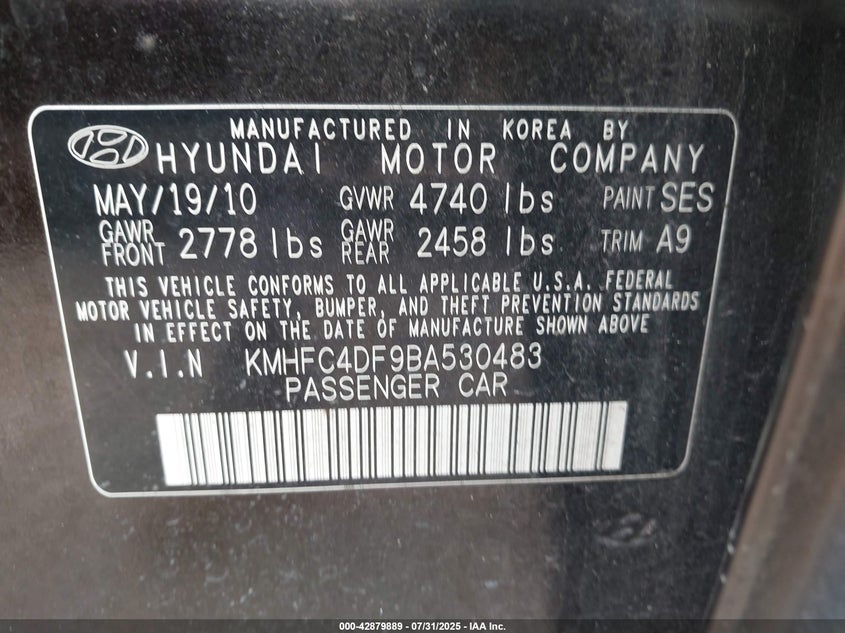 MANUFACTURED IN KOREA BY
HYUNDAI MOTOR COMPANY
MAY/19/10 GVWR 4740 lbs PAINT SES
GAWR FRONT 2778 lbs GAWR REAR 2458 lbs TRIM A9
THIS VEHICLE CONFORMS TO ALL APPLICABLE U.S.A. FEDERAL
MOTOR VEHICLE SAFETY, BUMPER, AND THEFT PREVENTION STANDARDS
IN EFFECT ON THE DATE OF MANUFACTURE SHOWN ABOVE
V.I.N KMHFC4DF9BA530483
PASSENGER CAR
000-42879889 - 07/31/2025 - IAA Inc.